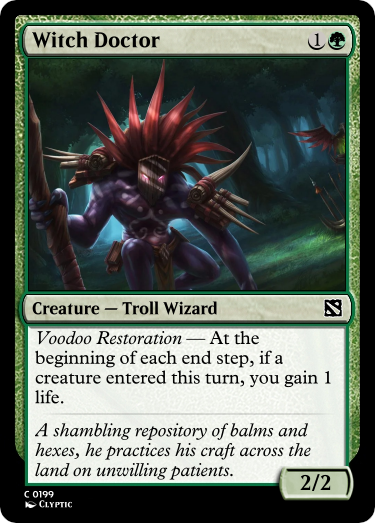 Witch Doctor 1
Creature — Troll Wizard
Voodoo Restoration — At the
beginning of each end step, if a
creature entered this turn, you gain 1
life.
A shambling repository of balms and
hexes, he practices his craft across the
land on unwilling patients.
2/2
C 0199
Clyptic